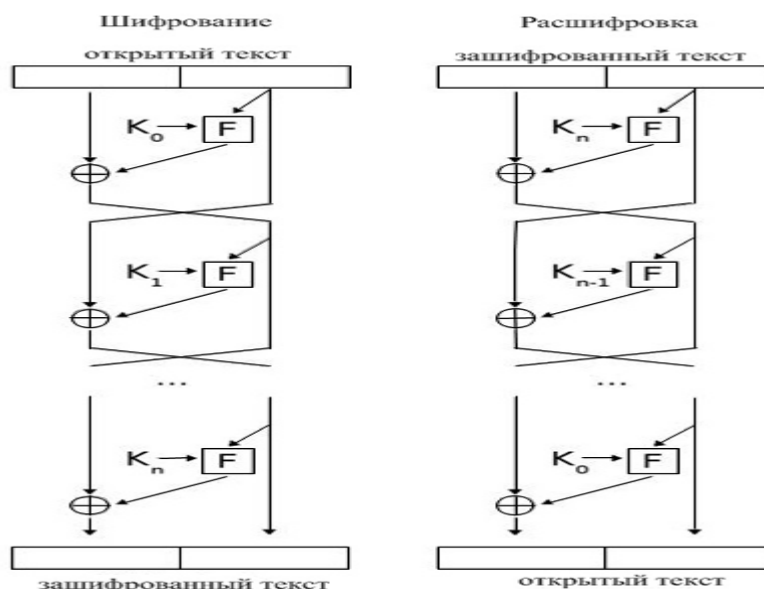 Шифрование
открытый текст
K0 F
K1 F
...
Kn F
зашифрованный текст
Расшифровка
зашифрованный текст
Kn F
Kn-1 F
...
K0 F
открытый текст